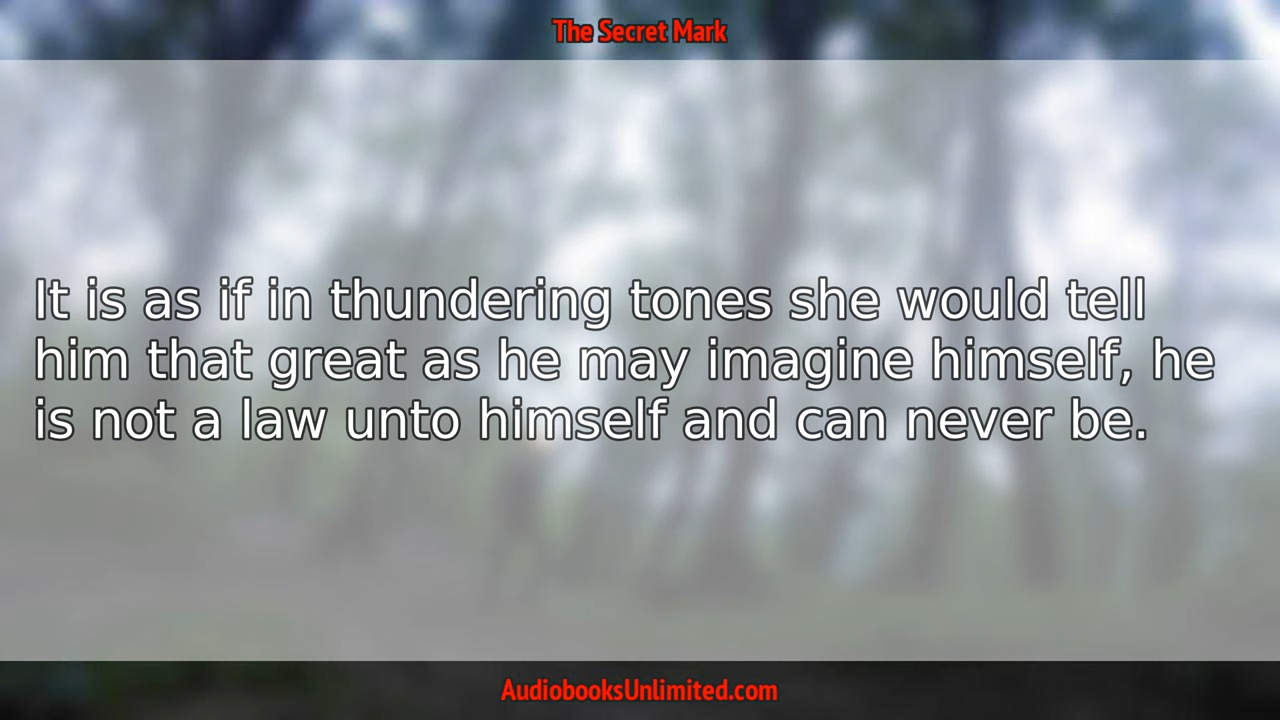 The Secret Mark
It is as if in thundering tones she would tell
him that great as he may imagine himself, he
is not a law unto himself and can never be.
AudiobooksUnlimited.com